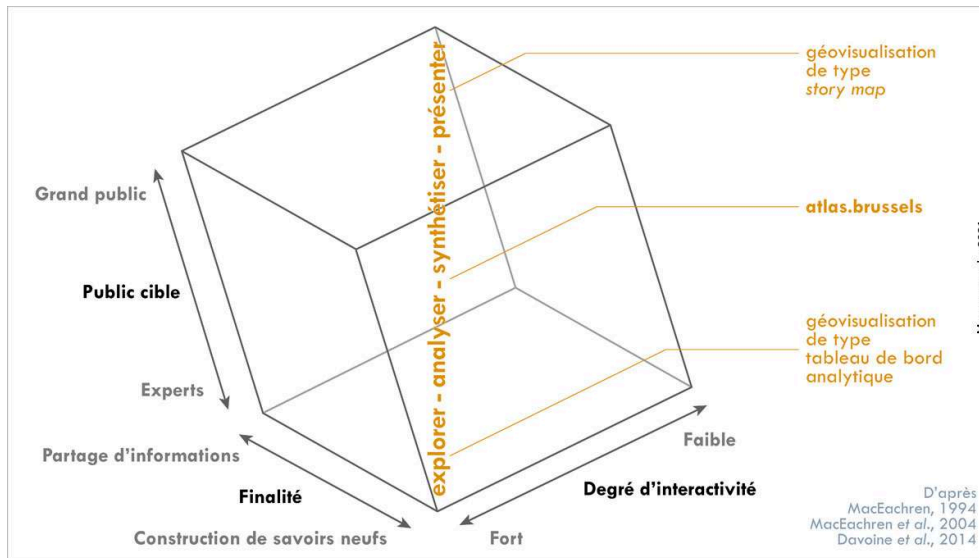 géovisualisation
de type
story map
Grand public
atlas.brussels
Public cible
explorer - analyser - synthétiser - présenter
géovisualisation
de type
tableau de bord
analytique
Experts
Partage d'informations
Faible
Finalité
Degré d'interactivité
Construction de savoirs neufs
Fort
D'après
MacEachren, 1994
MacEachren et al., 2004
Davoine et al., 2014